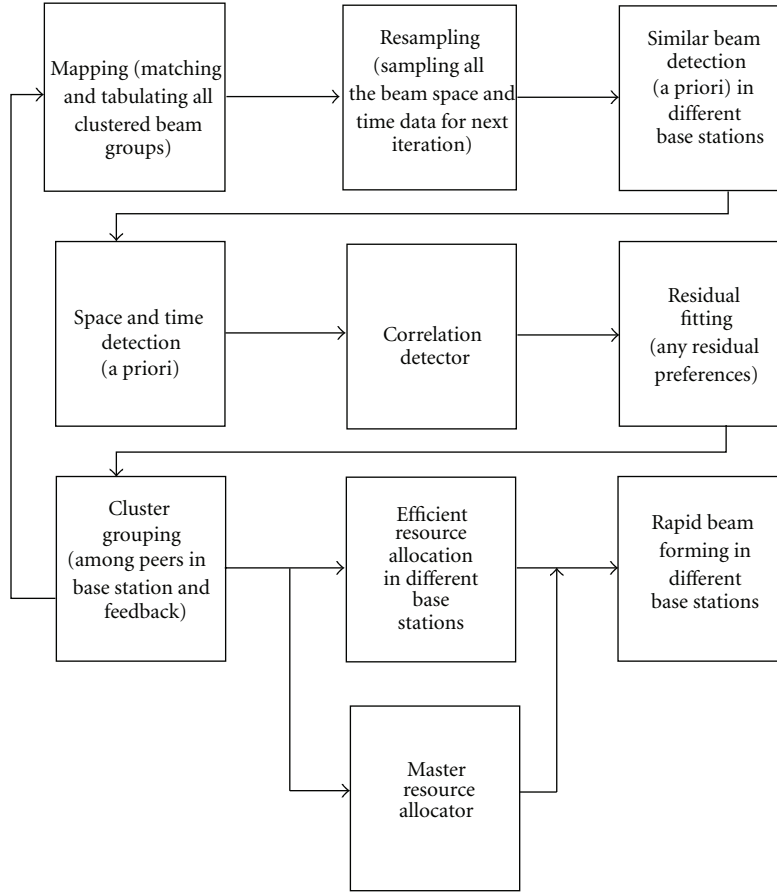 Mapping (matching
and tabulating all
clustered beam
groups)
Resampling
(sampling all
the beam space and
time data for next
iteration)
Similar beam
detection
(a priori) in
different
base stations
Space and time
detection
(a priori)
Correlation
detector
Residual
fitting
(any residual
preferences)
Cluster
grouping
(among peers in
base station and
feedback)
Efficient
resource
allocation
in different
base
stations
Rapid beam
forming in
different
base stations
Master
resource
allocator